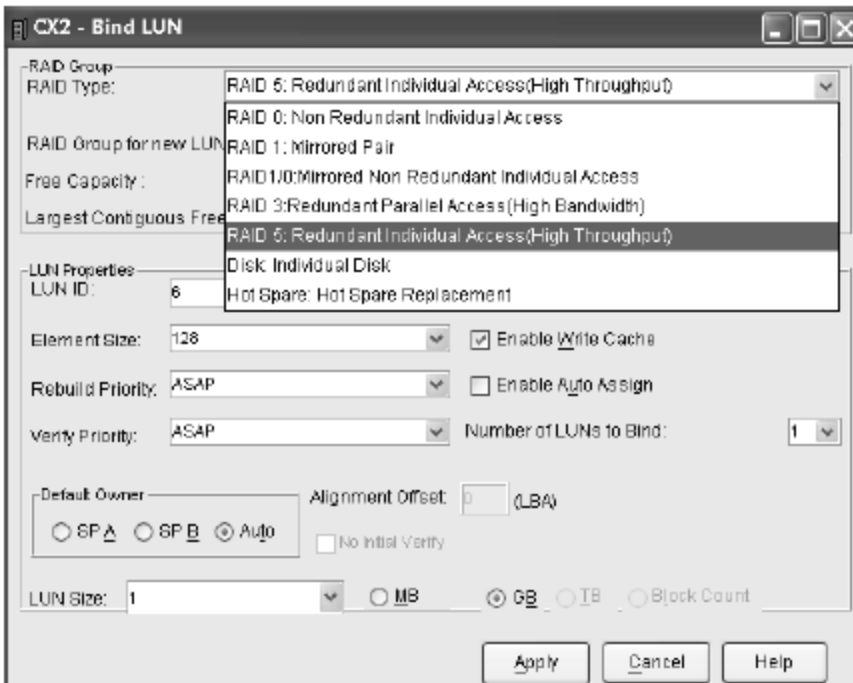 CX2 - Bind LUN
RAID Group
RAID Type:
RAID 5: Redundant Individual Access(High Throughput)
RAID 0: Non Redundant Individual Access
RAID Group for new LUN
RAID 1: Mirrored Pair
Free Capacity :
RAID1/0:Mirrored Non Redundant Individual Access
RAID 3:Redundant Parallel Access(High Bandwidth)
Largest Contiguous Free
RAID 5: Redundant Individual Access(High Throughput)
Disk: Individual Disk
Hot Spare: Hot Spare Replacement
LUN Properties
LUN ID: 6
Element Size: 128 Enable Write Cache
Rebuild Priority: ASAP Enable Auto Assign
Verify Priority: ASAP Number of LUNs to Bind: 1
Default Owner
SP A SP B Auto
Alignment Offset: 0 (LBA)
No Intial Verify
LUN Size: 1 MB GB TB Block Count
Apply Cancel Help